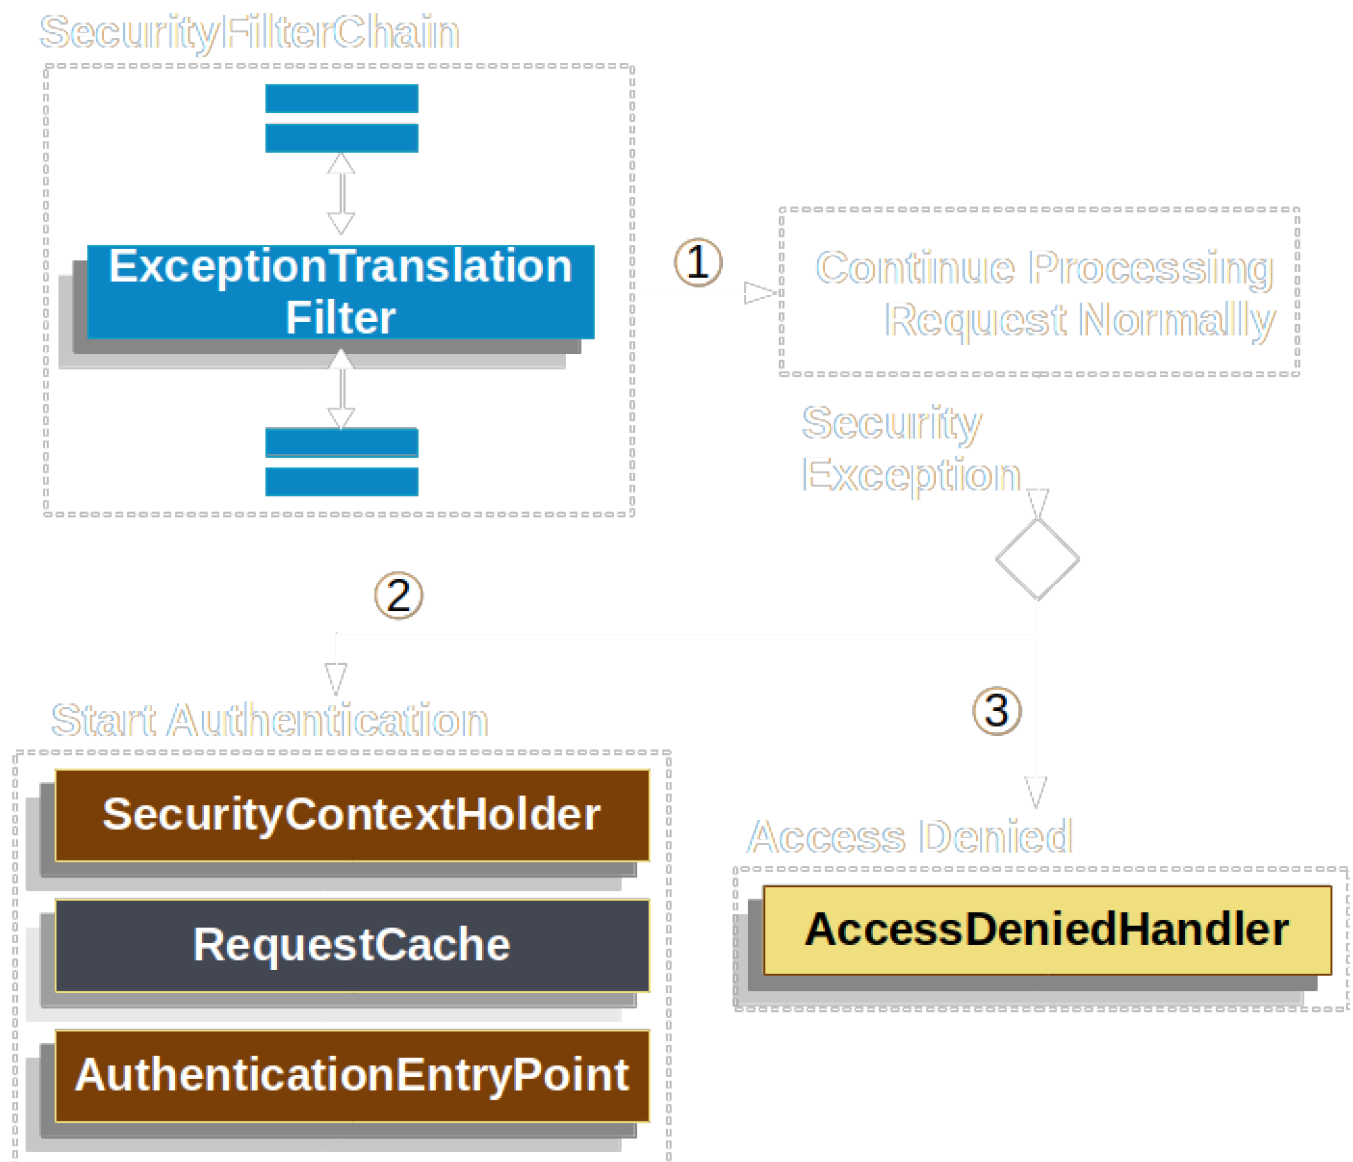 SecurityFilterChain
ExceptionTranslation
Filter
1
Continue Processing
Request Normally
Security
Exception
2
3
Start Authentication
SecurityContextHolder
RequestCache
AuthenticationEntryPoint
Access Denied
AccessDeniedHandler